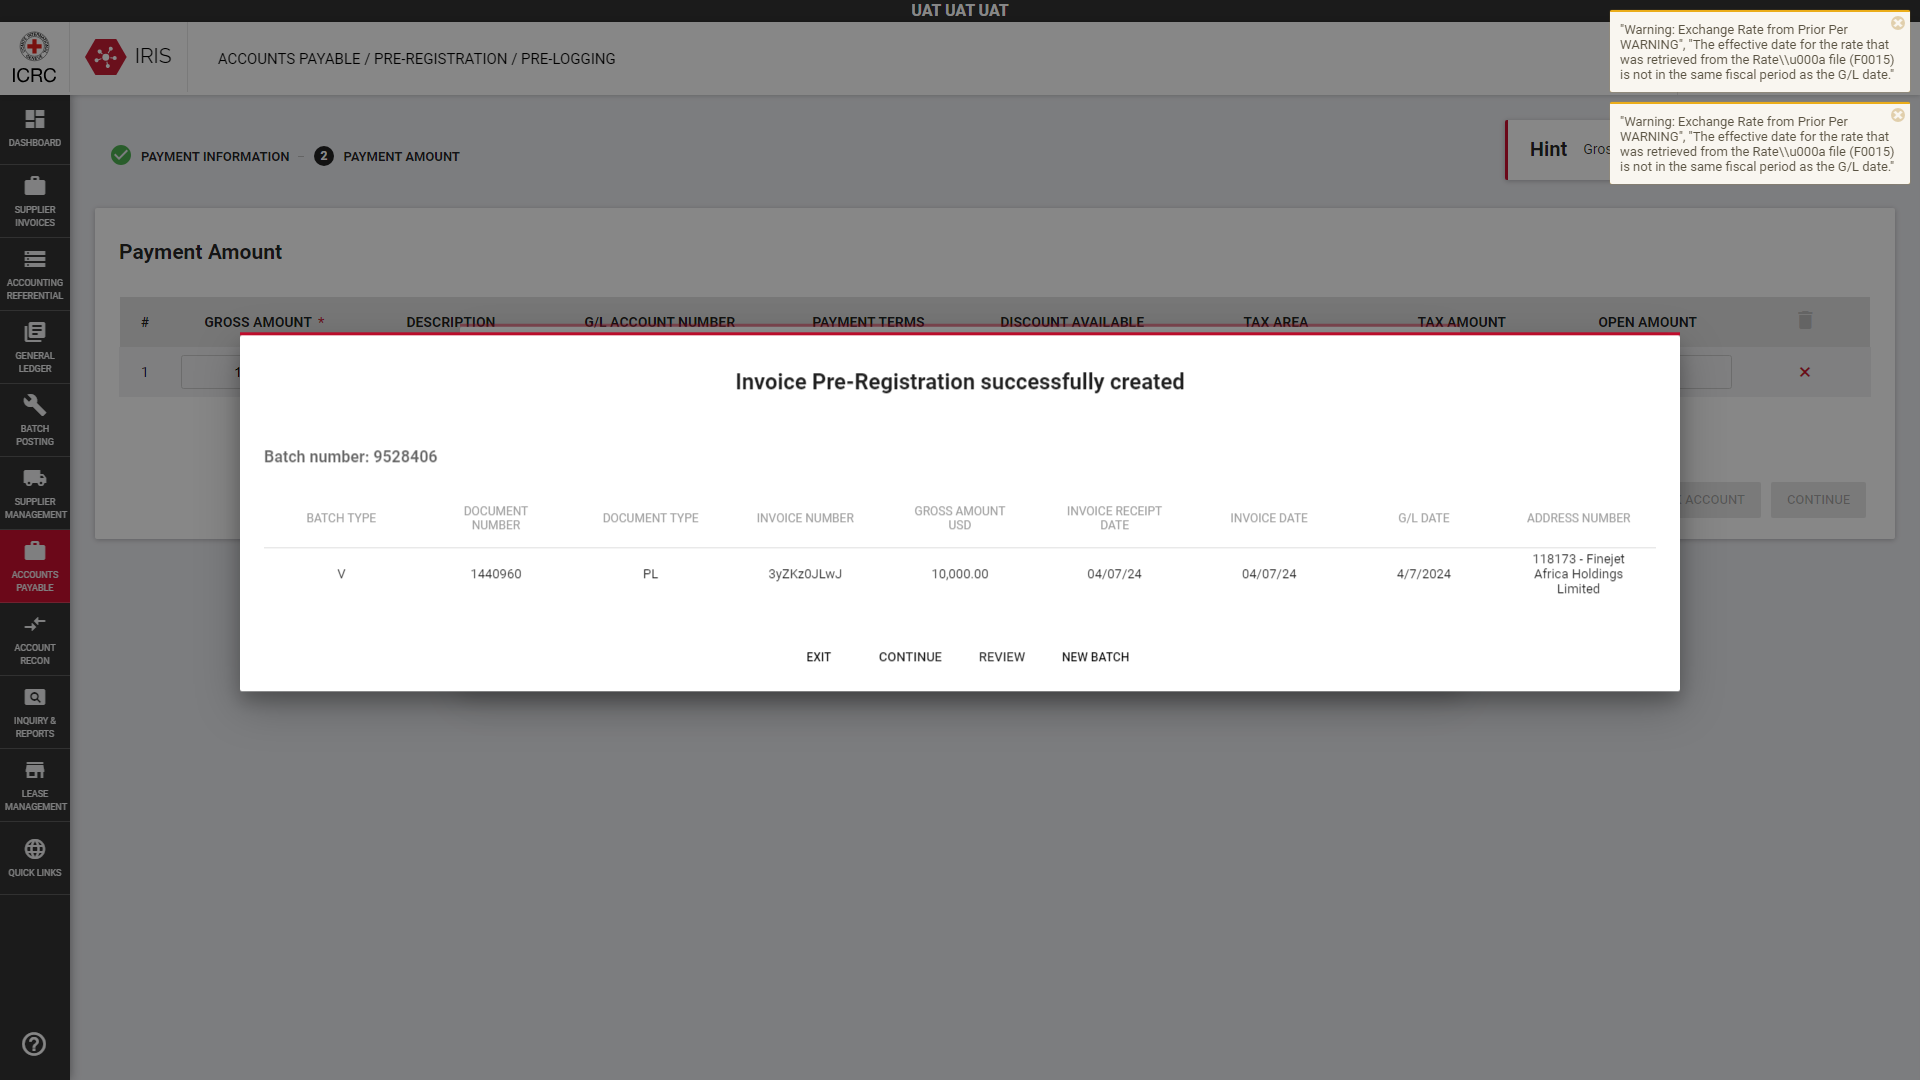 UAT UAT UAT
ICRC
IRIS
ACCOUNTS PAYABLE / PRE-REGISTRATION / PRE-LOGGING
"Warning: Exchange Rate from Prior Per
WARNING", "The effective date for the rate that
was retrieved from the Rate\\u000a file (F0015)
is not in the same fiscal period as the G/L date."
"Warning: Exchange Rate from Prior Per
WARNING", "The effective date for the rate that
was retrieved from the Rate\\u000a file (F0015)
is not in the same fiscal period as the G/L date."
DASHBOARD
SUPPLIER
INVOICES
ACCOUNTING
REFERENTIAL
GENERAL
LEDGER
BATCH
POSTING
SUPPLIER
MANAGEMENT
ACCOUNTS
PAYABLE
ACCOUNT
RECON
INQUIRY &
REPORTS
LEASE
MANAGEMENT
QUICK LINKS
PAYMENT INFORMATION
2 PAYMENT AMOUNT
Hint Gros
Payment Amount
# GROSS AMOUNT * DESCRIPTION G/L ACCOUNT NUMBER PAYMENT TERMS DISCOUNT AVAILABLE TAX AREA TAX AMOUNT OPEN AMOUNT
1 1
ACCOUNT CONTINUE
Invoice Pre-Registration successfully created
Batch number: 9528406
BATCH TYPE DOCUMENT NUMBER DOCUMENT TYPE INVOICE NUMBER GROSS AMOUNT USD INVOICE RECEIPT DATE INVOICE DATE G/L DATE ADDRESS NUMBER
V 1440960 PL 3yZKz0JLwJ 10,000.00 04/07/24 04/07/24 4/7/2024 118173 - Finejet
Africa Holdings
Limited
EXIT CONTINUE REVIEW NEW BATCH